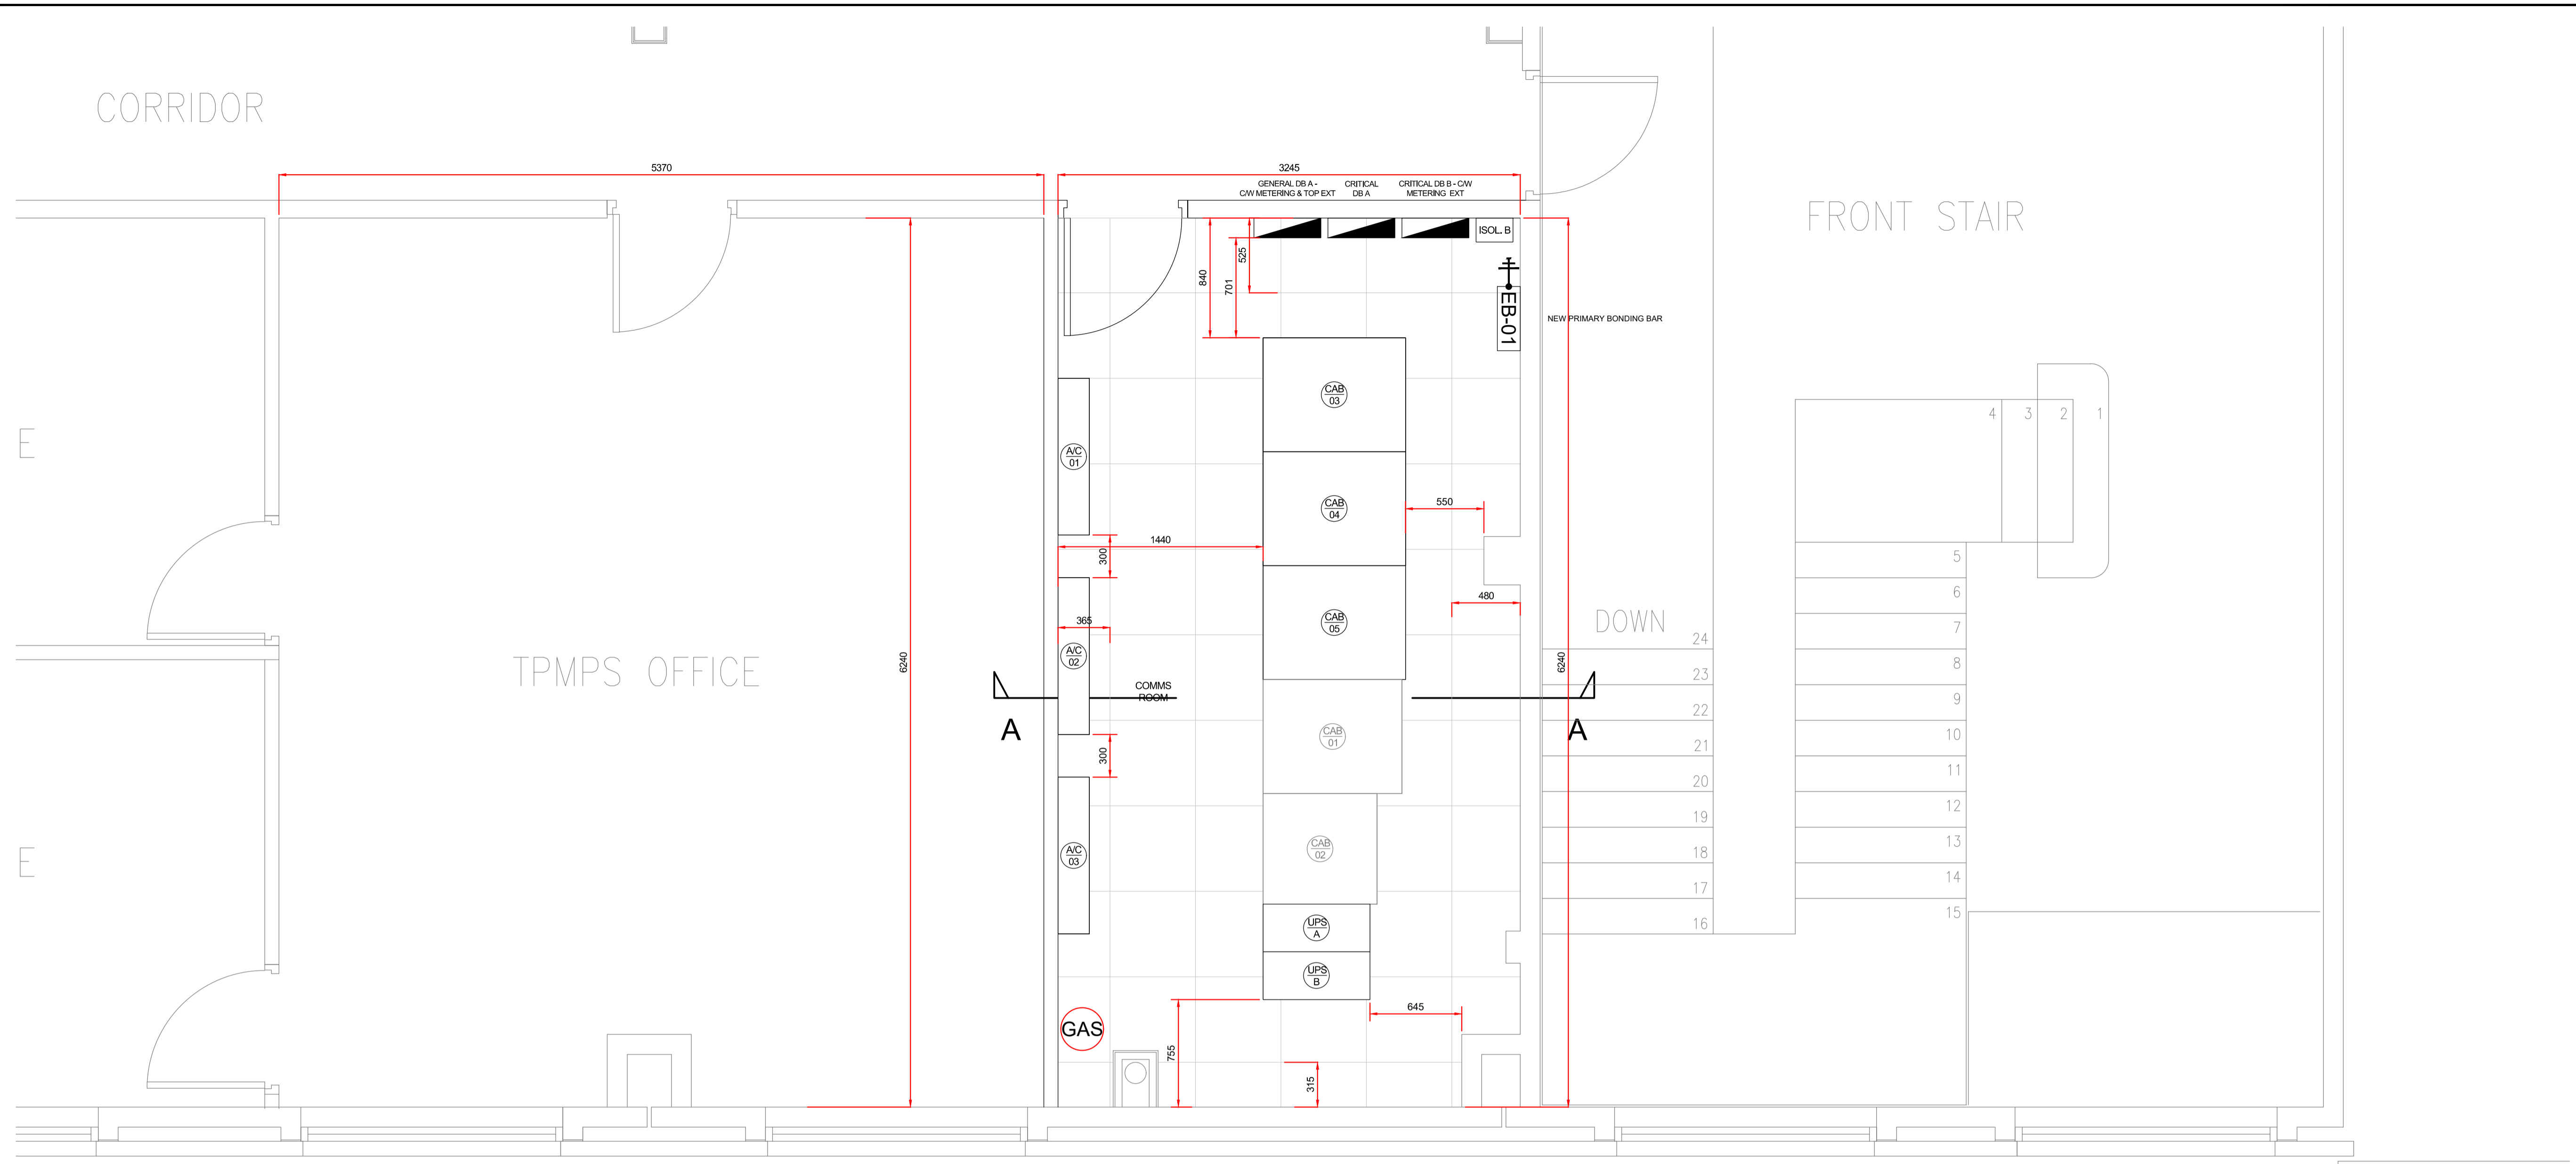 CORRIDOR
5370
3245
GENERAL DB A -
C/W METERING & TOP EXT
CRITICAL
DB A
CRITICAL DB B - C/W
METERING EXT
FRONT STAIR
ISOL. B
525
840
701
EB-01
NEW PRIMARY BONDING BAR
CAB
03
4
3
2
1
E
A/C
01
CAB
04
550
1440
300
5
6
480
CAB
05
365
DOWN
7
24
A/C
02
6240
6240
8
TPMPS OFFICE
23
COMMS
ROOM
9
22
A
A
CAB
01
10
21
300
11
20
12
19
13
A/C
03
CAB
02
18
E
14
17
15
16
UPS
A
UPS
B
645
GAS
755
315